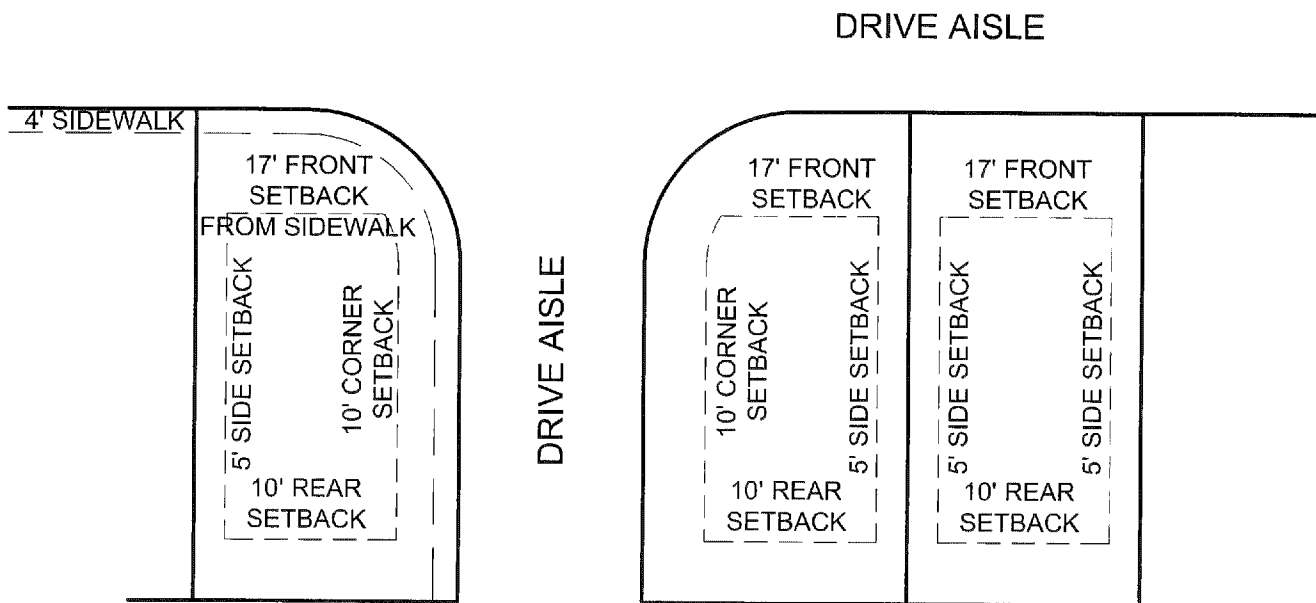 DRIVE AISLE
4' SIDEWALK
17' FRONT
SETBACK
FROM SIDEWALK
5' SIDE SETBACK
10' CORNER
SETBACK
10' REAR
SETBACK
DRIVE AISLE
17' FRONT
SETBACK
10' CORNER
SETBACK
5' SIDE SETBACK
10' REAR
SETBACK
17' FRONT
SETBACK
5' SIDE SETBACK
5' SIDE SETBACK
10' REAR
SETBACK